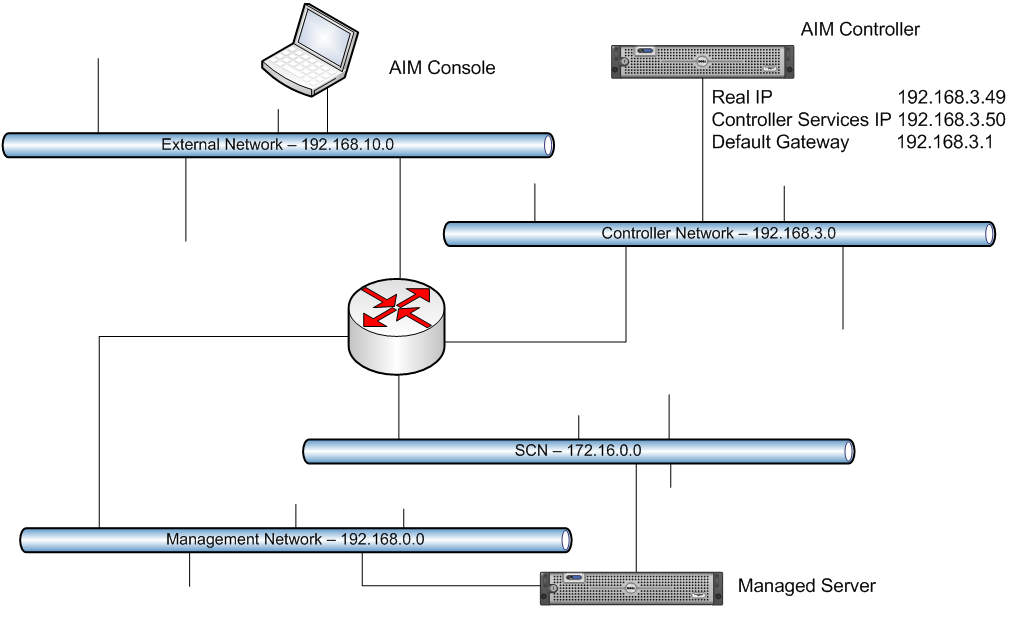 AIM Console
AIM Controller
Real IP 192.168.3.49
Controller Services IP 192.168.3.50
Default Gateway 192.168.3.1
External Network – 192.168.10.0
Controller Network – 192.168.3.0
SCN – 172.16.0.0
Management Network – 192.168.0.0
Managed Server